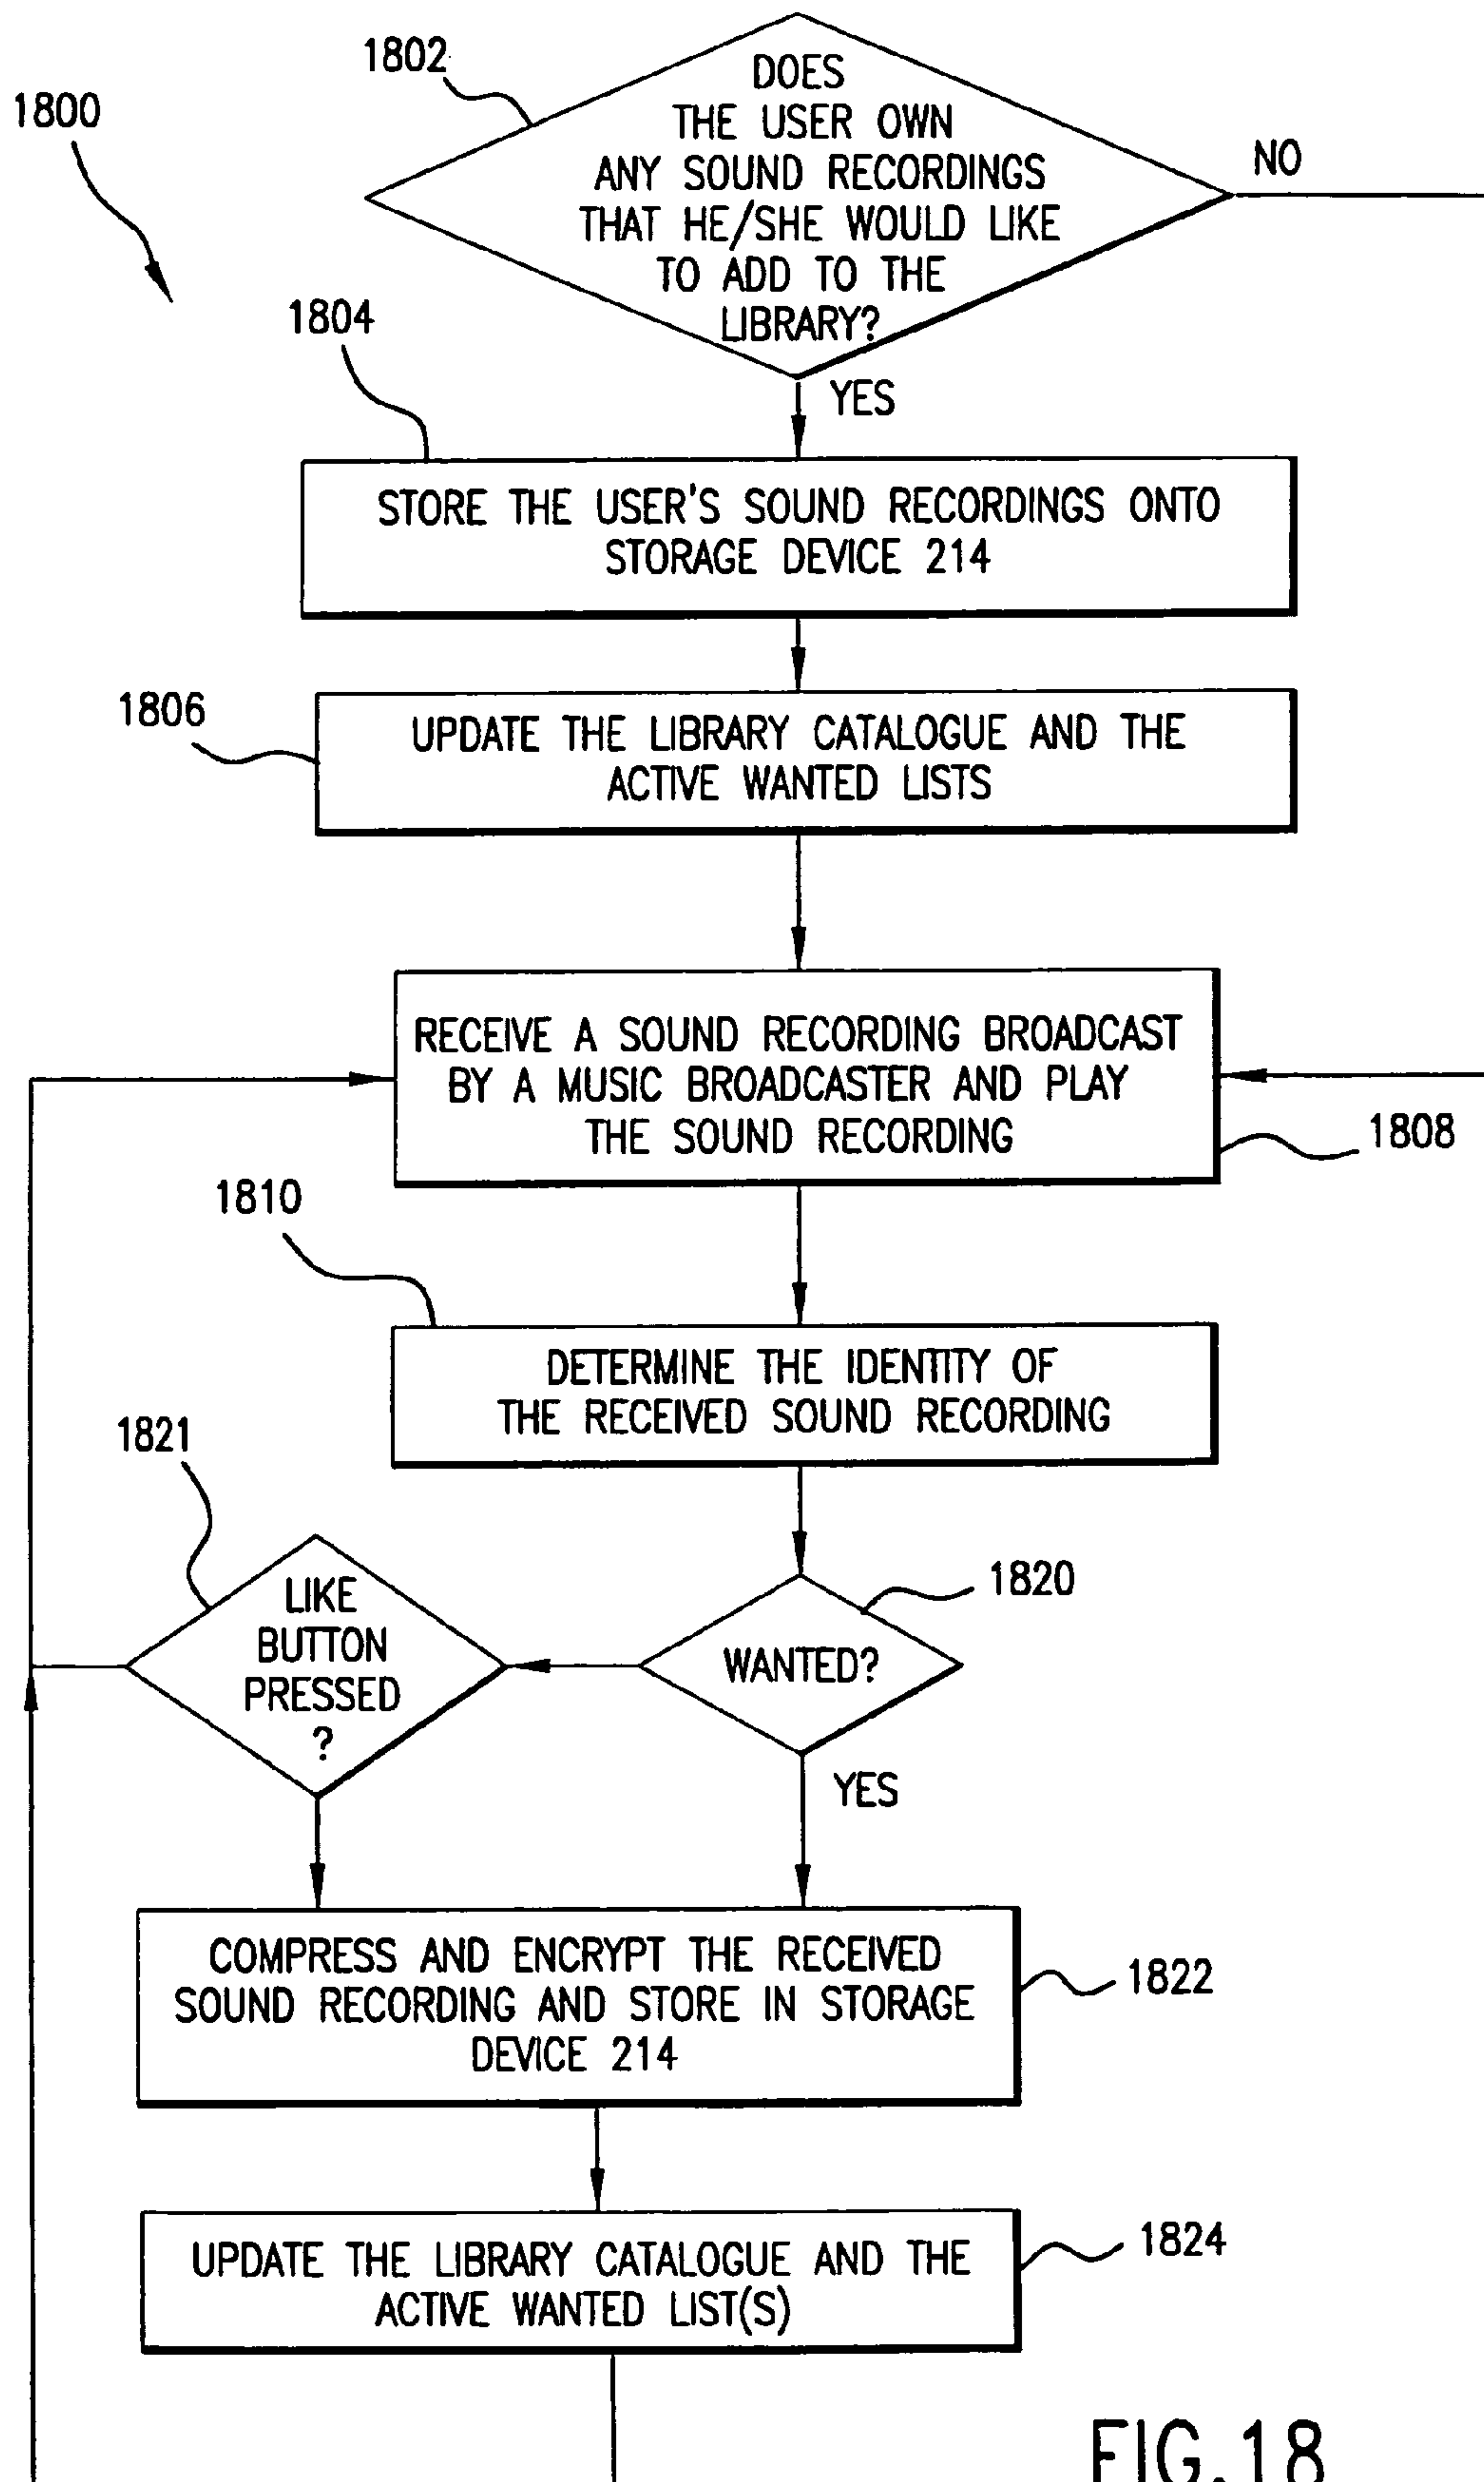 1800
1802
DOES
THE USER OWN
ANY SOUND RECORDINGS
THAT HE/SHE WOULD LIKE
TO ADD TO THE
LIBRARY?
NO
YES
1804
STORE THE USER'S SOUND RECORDINGS ONTO
STORAGE DEVICE 214
1806
UPDATE THE LIBRARY CATALOGUE AND THE
ACTIVE WANTED LISTS
RECEIVE A SOUND RECORDING BROADCAST
BY A MUSIC BROADCASTER AND PLAY
THE SOUND RECORDING
1808
1810
DETERMINE THE IDENTITY OF
THE RECEIVED SOUND RECORDING
1821
LIKE
BUTTON
PRESSED
?
1820
WANTED?
YES
COMPRESS AND ENCRYPT THE RECEIVED
SOUND RECORDING AND STORE IN STORAGE
DEVICE 214
1822
UPDATE THE LIBRARY CATALOGUE AND THE
ACTIVE WANTED LIST(S)
1824
FIG.18